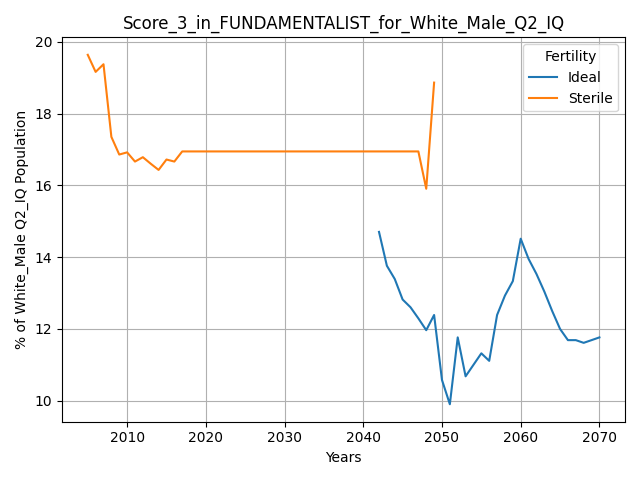 Score_3_in_FUNDAMENTALIST_for_White_Male_Q2_IQ
% of White_Male Q2_IQ Population
20
18
16
14
12
10
Fertility
Ideal
Sterile
2010 2020 2030 2040 2050 2060 2070
Years